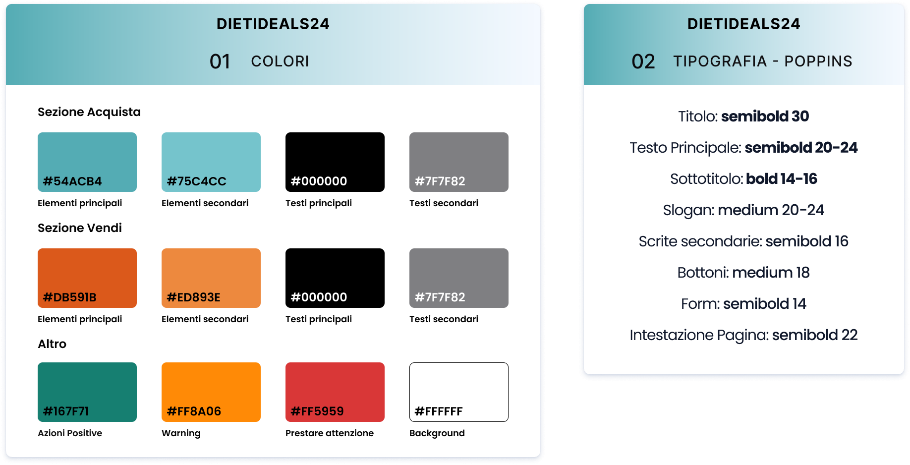 DIETIDEALS24
01 COLORI
Sezione Acquista
#54ACB4 #75C4CC #000000 #7F7F82
Elementi principali Elementi secondari Testi principali Testi secondari
Sezione Vendi
#DB591B #ED893E #000000 #7F7F82
Elementi principali Elementi secondari Testi principali Testi secondari
Altro
#167F71 #FF8A06 #FF5959 #FFFFFF
Azioni Positive Warning Prestare attenzione Background
DIETIDEALS24
02 TIPOGRAFIA - POPPINS
Titolo: semibold 30
Testo Principale: semibold 20-24
Sottotitolo: bold 14-16
Slogan: medium 20-24
Scrite secondarie: semibold 16
Bottoni: medium 18
Form: semibold 14
Intestazione Pagina: semibold 22